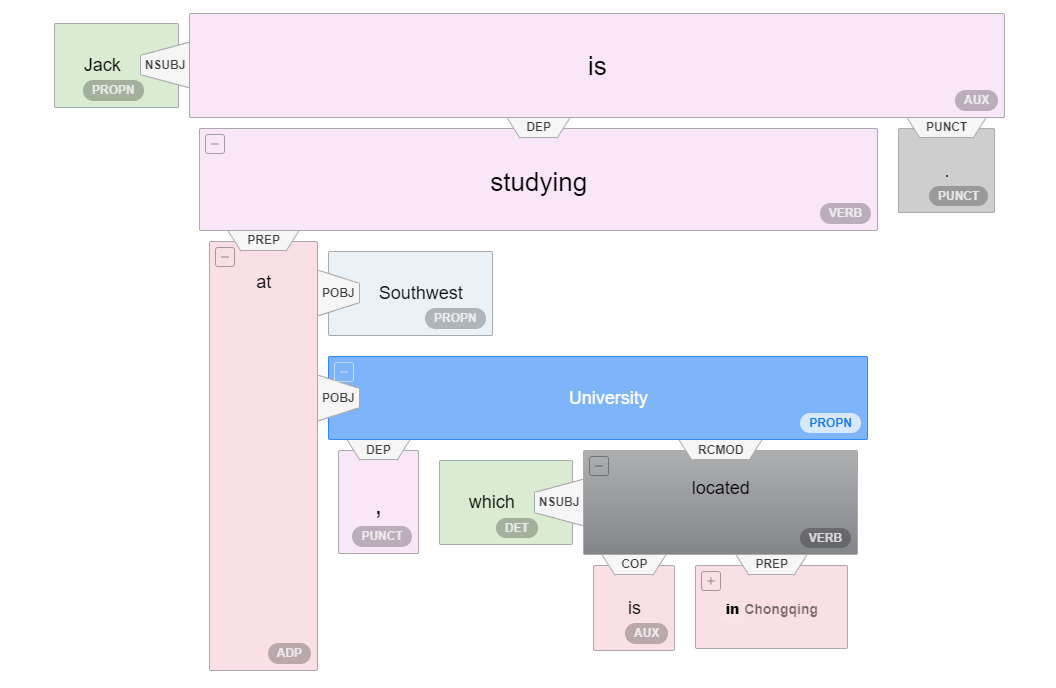 Jack NSUBJ is
PROPN
AUX
DEP PUNCT
studying .
VERB PUNCT
PREP
at
POBJ Southwest
PROPN
POBJ University
PROPN
DEP RCMOD
, which NSUBJ located
PUNCT DET VERB
COP PREP
is in Chongqing
AUX
ADP